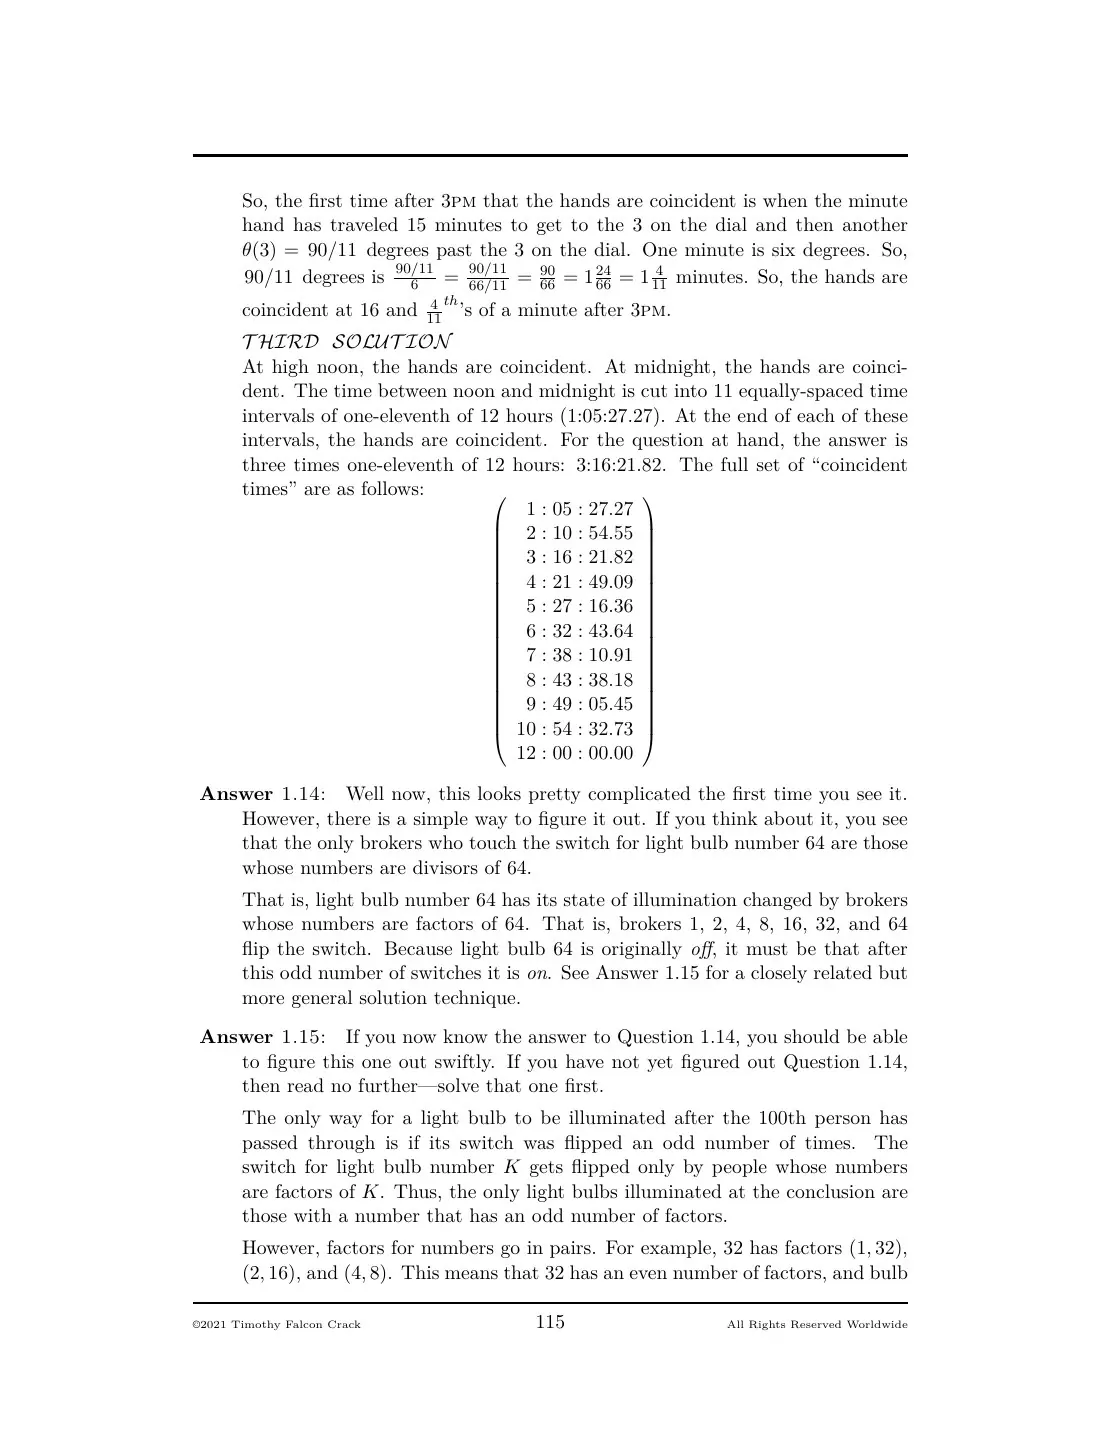 So, the first time after 3PM that the hands are coincident is when the minute
hand has traveled 15 minutes to get to the 3 on the dial and then another
θ(3) = 90/11 degrees past the 3 on the dial. One minute is six degrees. So,
90/11 degrees is (90/11)/6 = (90/11)/(66/11) = 90/66 = 1 24/66 = 1 4/11 minutes. So, the hands are
coincident at 16 and 4/11 th's of a minute after 3PM.
THIRD SOLUTION
At high noon, the hands are coincident. At midnight, the hands are coinci-
dent. The time between noon and midnight is cut into 11 equally-spaced time
intervals of one-eleventh of 12 hours (1:05:27.27). At the end of each of these
intervals, the hands are coincident. For the question at hand, the answer is
three times one-eleventh of 12 hours: 3:16:21.82. The full set of “coincident
times” are as follows:
1 : 05 : 27.27
2 : 10 : 54.55
3 : 16 : 21.82
4 : 21 : 49.09
5 : 27 : 16.36
6 : 32 : 43.64
7 : 38 : 10.91
8 : 43 : 38.18
9 : 49 : 05.45
10 : 54 : 32.73
12 : 00 : 00.00
Answer 1.14: Well now, this looks pretty complicated the first time you see it.
However, there is a simple way to figure it out. If you think about it, you see
that the only brokers who touch the switch for light bulb number 64 are those
whose numbers are divisors of 64.
That is, light bulb number 64 has its state of illumination changed by brokers
whose numbers are factors of 64. That is, brokers 1, 2, 4, 8, 16, 32, and 64
flip the switch. Because light bulb 64 is originally off, it must be that after
this odd number of switches it is on. See Answer 1.15 for a closely related but
more general solution technique.
Answer 1.15: If you now know the answer to Question 1.14, you should be able
to figure this one out swiftly. If you have not yet figured out Question 1.14,
then read no further—solve that one first.
The only way for a light bulb to be illuminated after the 100th person has
passed through is if its switch was flipped an odd number of times. The
switch for light bulb number K gets flipped only by people whose numbers
are factors of K. Thus, the only light bulbs illuminated at the conclusion are
those with a number that has an odd number of factors.
However, factors for numbers go in pairs. For example, 32 has factors (1, 32),
(2, 16), and (4, 8). This means that 32 has an even number of factors, and bulb
©2021 Timothy Falcon Crack
115
All Rights Reserved Worldwide